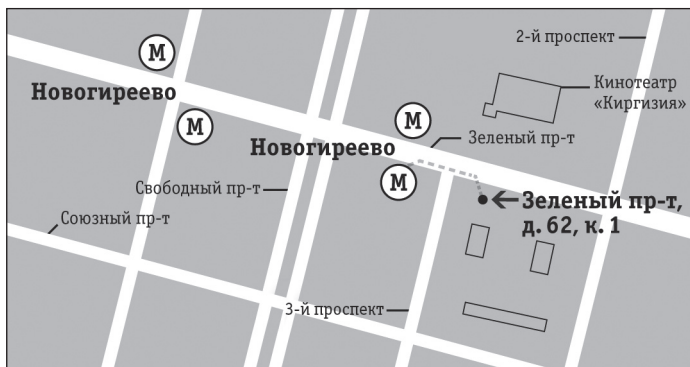 2-й проспект
М
Новогиреево
М
М
Кинотеатр
«Киргизия»
Новогиреево
Зеленый пр-т
М
Свободный пр-т
Союзный пр-т
Зеленый пр-т,
д. 62, к. 1
3-й проспект